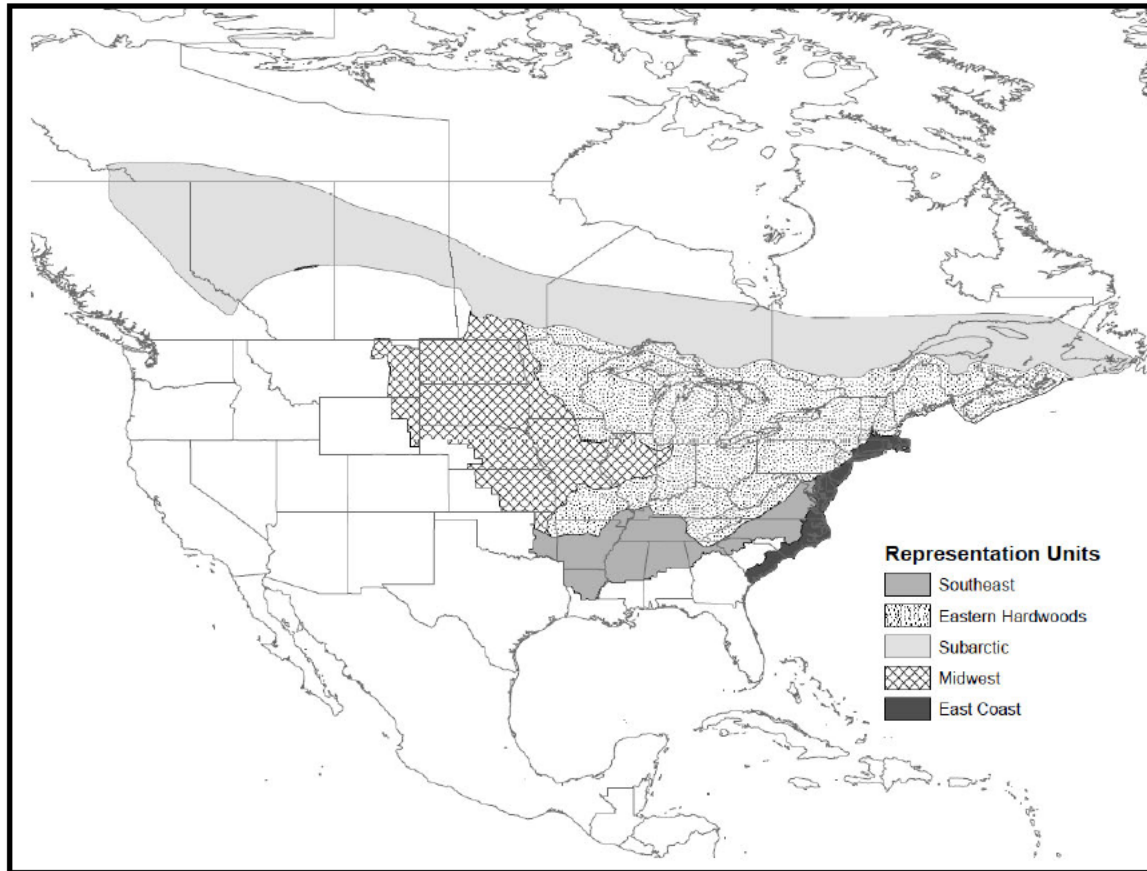 Representation Units
Southeast
Eastern Hardwoods
Subarctic
Midwest
East Coast